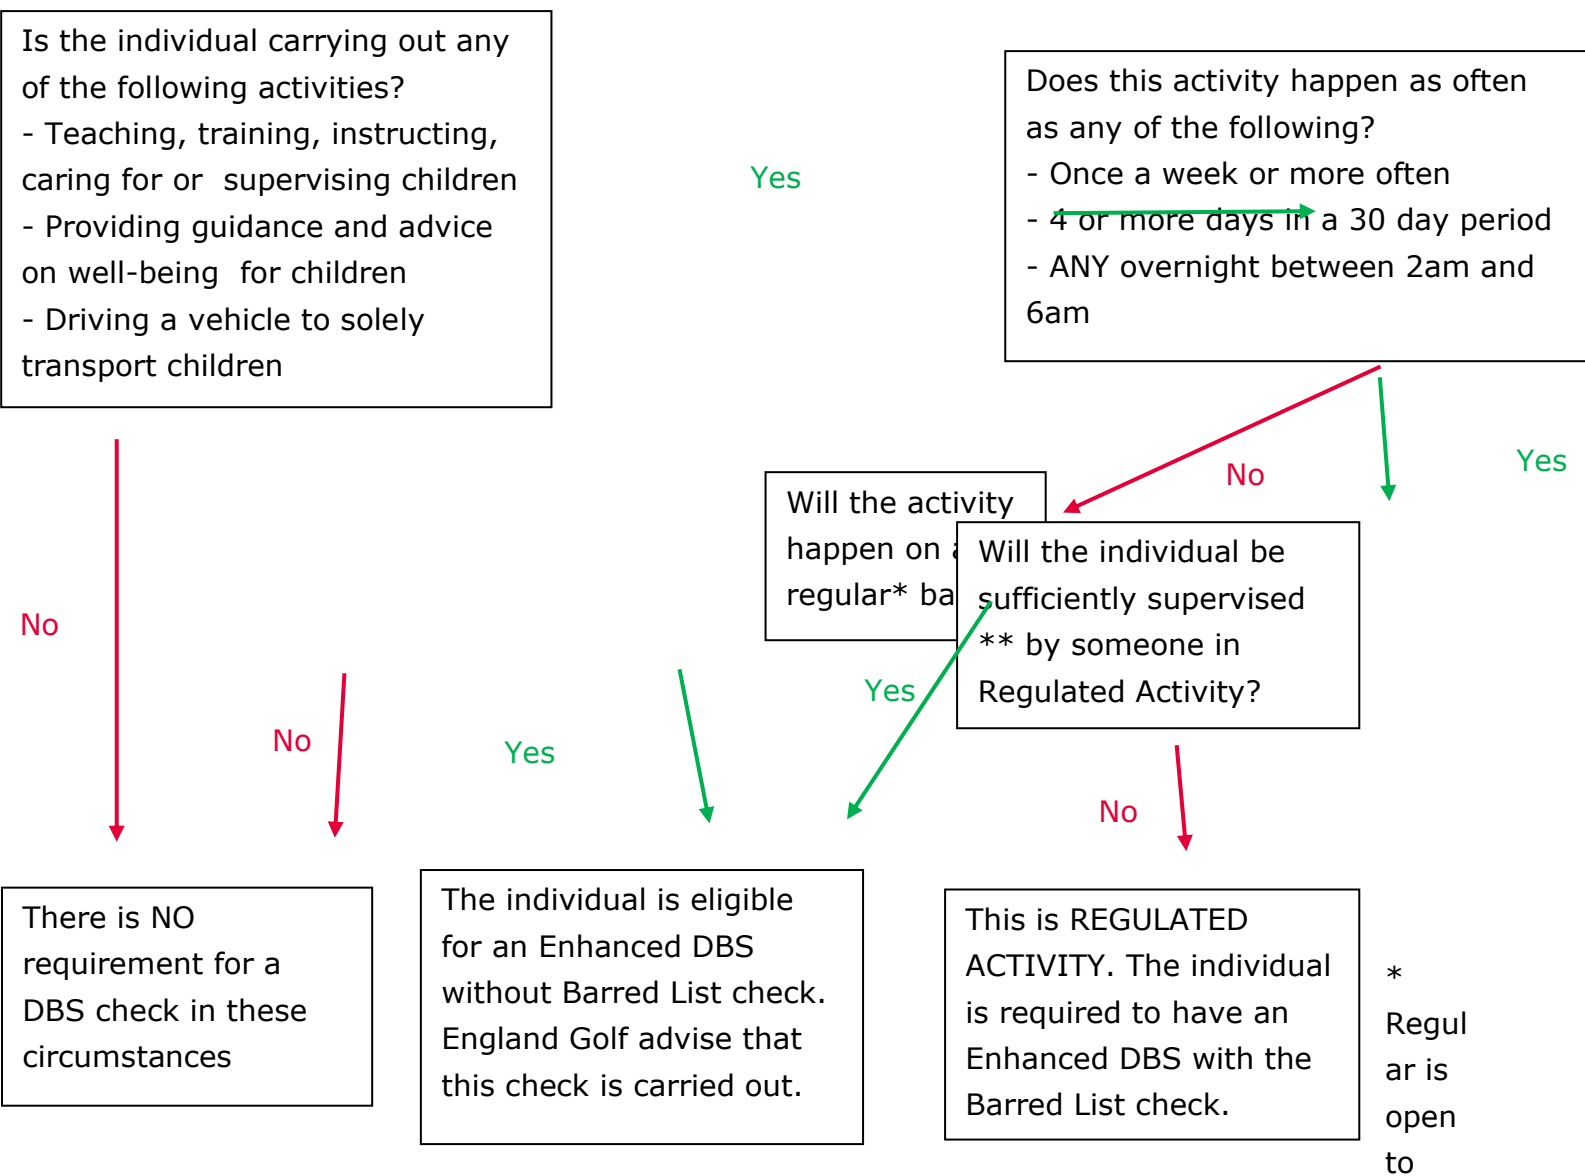 Is the individual carrying out any
of the following activities?
- Teaching, training, instructing,
caring for or supervising children
- Providing guidance and advice
on well-being for children
- Driving a vehicle to solely
transport children
Yes
Does this activity happen as often
as any of the following?
- Once a week or more often
- 4 or more days in a 30 day period
- ANY overnight between 2am and
6am
No
Yes
Will the activity
happen on
regular*
Will the individual be
sufficiently supervised
** by someone in
Regulated Activity?
No
Yes
No
Yes
No
There is NO
requirement for a
DBS check in these
circumstances
The individual is eligible
for an Enhanced DBS
without Barred List check.
England Golf advise that
this check is carried out.
This is REGULATED
ACTIVITY. The individual
is required to have an
Enhanced DBS with the
Barred List check.
*
Regul
ar is
open
to